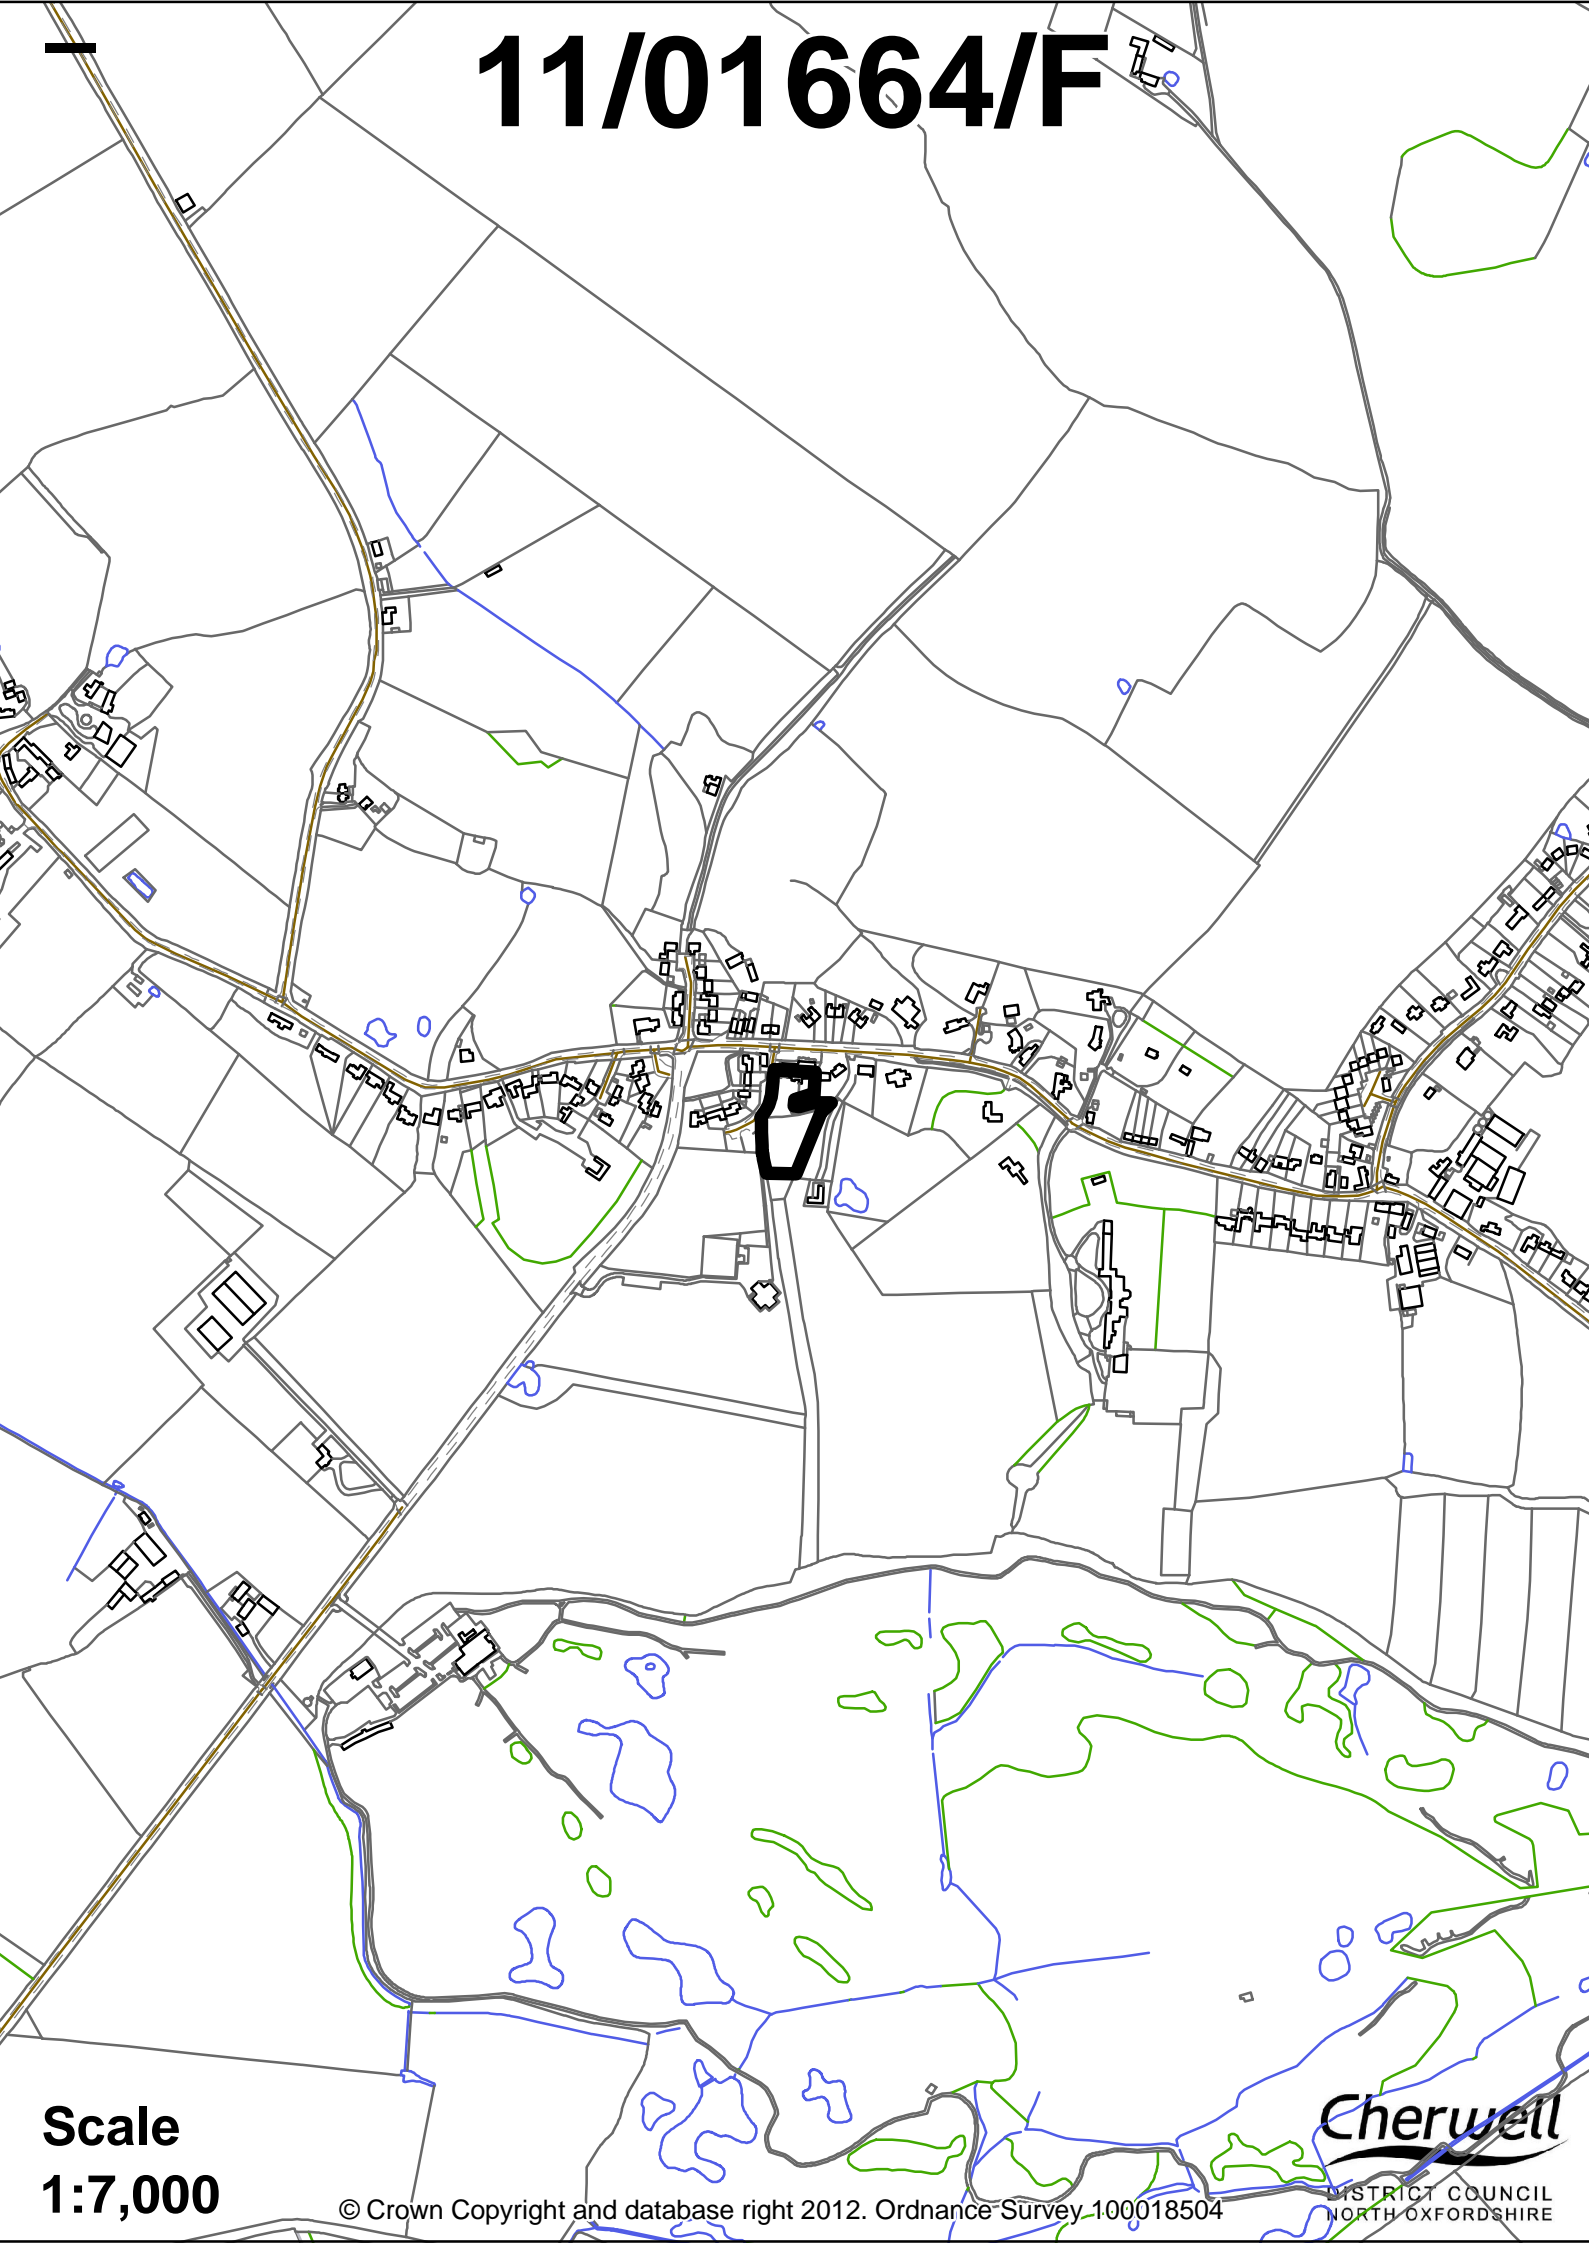 11/01664/F
Scale
1:7,000
© Crown Copyright and database right 2012. Ordnance Survey 100018504
Cherwell
DISTRICT COUNCIL
NORTH OXFORDSHIRE